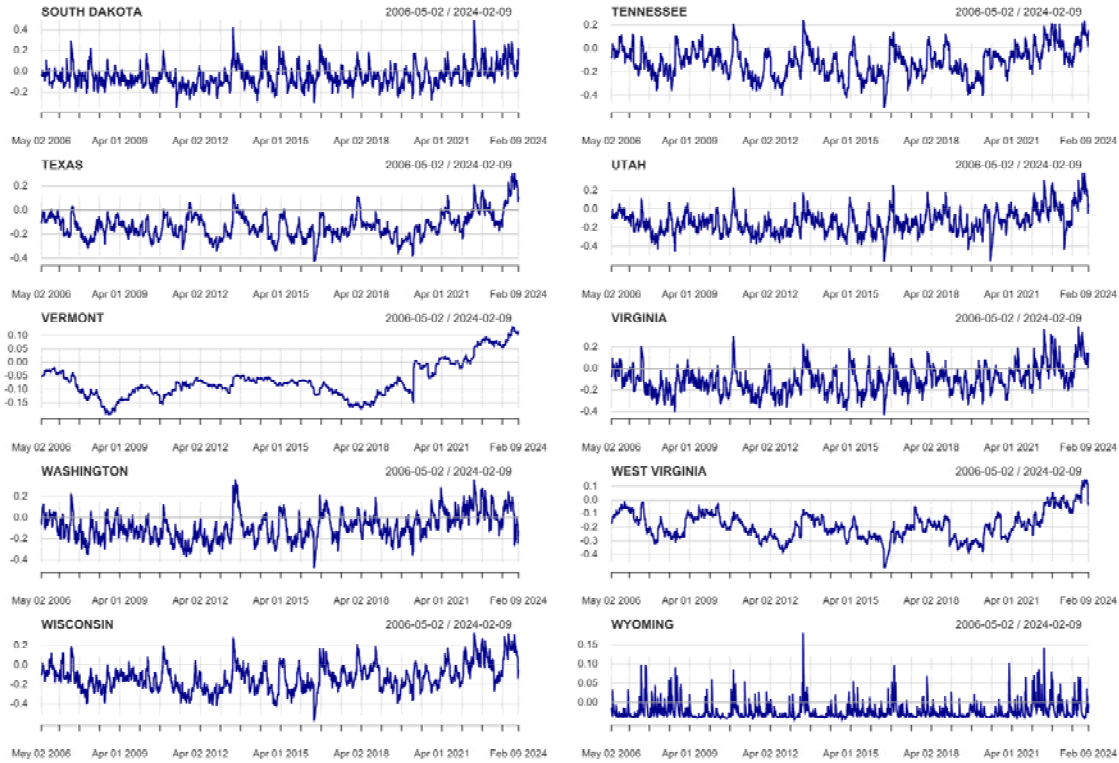 SOUTH DAKOTA 2006-05-02 / 2024-02-09
0.4
0.2
0.0
-0.2
May 02 2006 Apr 01 2009 Apr 02 2012 Apr 01 2015 Apr 02 2018 Apr 01 2021 Feb 09 2024
TENNESSEE 2006-05-02 / 2024-02-09
0.2
0.0
-0.2
-0.4
May 02 2006 Apr 01 2009 Apr 02 2012 Apr 01 2015 Apr 02 2018 Apr 01 2021 Feb 09 2024
TEXAS 2006-05-02 / 2024-02-09
0.2
0.0
-0.2
-0.4
May 02 2006 Apr 01 2009 Apr 02 2012 Apr 01 2015 Apr 02 2018 Apr 01 2021 Feb 09 2024
UTAH 2006-05-02 / 2024-02-09
0.2
0.0
-0.2
-0.4
May 02 2006 Apr 01 2009 Apr 02 2012 Apr 01 2015 Apr 02 2018 Apr 01 2021 Feb 09 2024
VERMONT 2006-05-02 / 2024-02-09
0.10
0.05
0.00
-0.05
-0.10
-0.15
May 02 2006 Apr 01 2009 Apr 02 2012 Apr 01 2015 Apr 02 2018 Apr 01 2021 Feb 09 2024
VIRGINIA 2006-05-02 / 2024-02-09
0.2
0.0
-0.2
-0.4
May 02 2006 Apr 01 2009 Apr 02 2012 Apr 01 2015 Apr 02 2018 Apr 01 2021 Feb 09 2024
WASHINGTON 2006-05-02 / 2024-02-09
0.2
0.0
-0.2
-0.4
May 02 2006 Apr 01 2009 Apr 02 2012 Apr 01 2015 Apr 02 2018 Apr 01 2021 Feb 09 2024
WEST VIRGINIA 2006-05-02 / 2024-02-09
0.1
0.0
-0.1
-0.2
-0.3
-0.4
May 02 2006 Apr 01 2009 Apr 02 2012 Apr 01 2015 Apr 02 2018 Apr 01 2021 Feb 09 2024
WISCONSIN 2006-05-02 / 2024-02-09
0.2
0.0
-0.2
-0.4
May 02 2006 Apr 01 2009 Apr 02 2012 Apr 01 2015 Apr 02 2018 Apr 01 2021 Feb 09 2024
WYOMING 2006-05-02 / 2024-02-09
0.15
0.10
0.05
0.00
May 02 2006 Apr 01 2009 Apr 02 2012 Apr 01 2015 Apr 02 2018 Apr 01 2021 Feb 09 2024